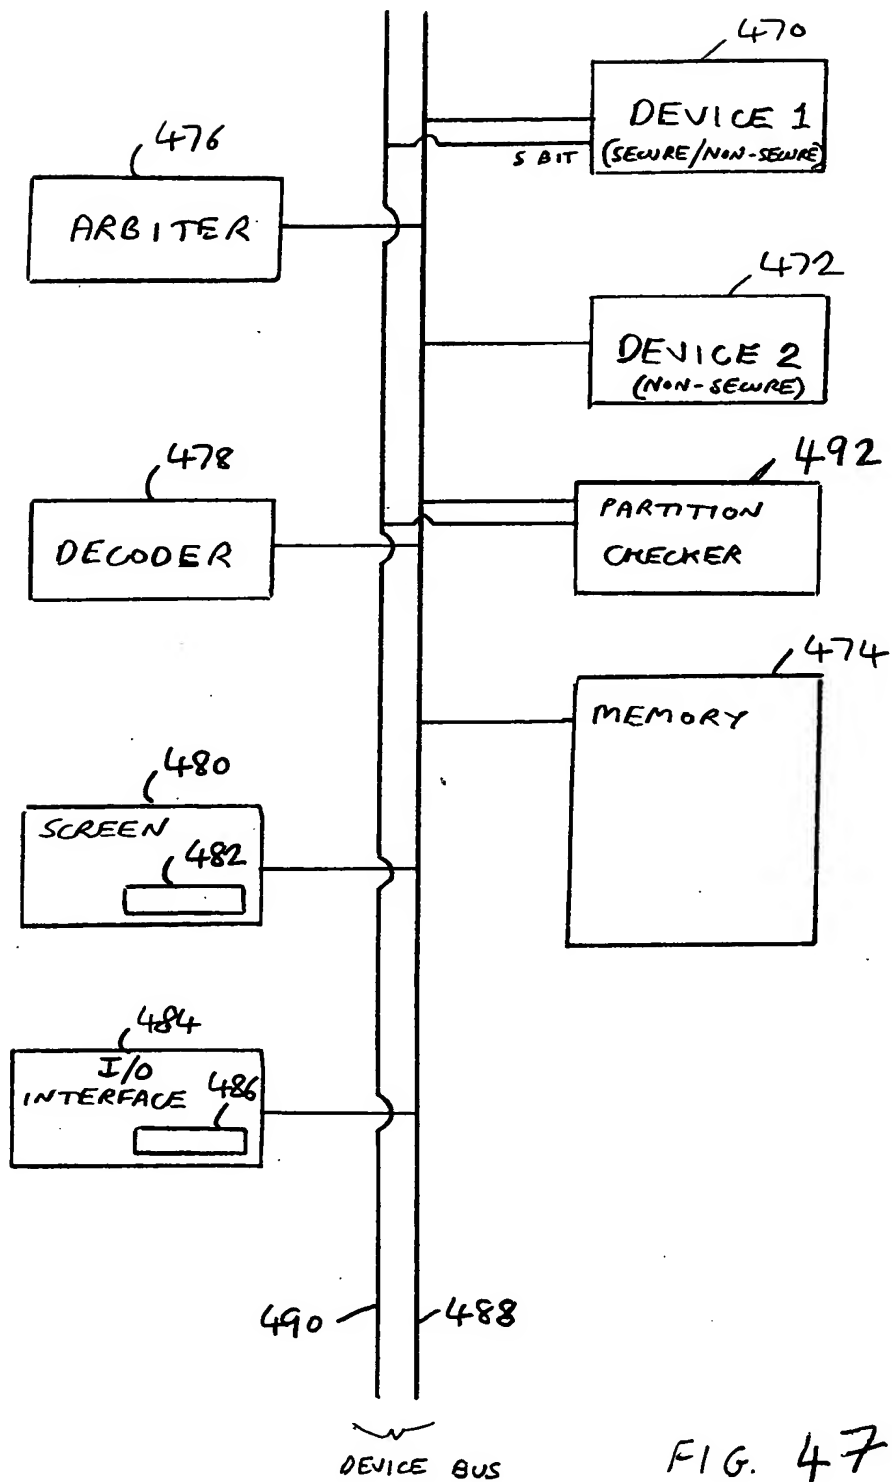 470
DEVICE 1
(SECURE/NON-SECURE)
S BIT
476
ARBITER
472
DEVICE 2
(NON-SECURE)
478
DECODER
492
PARTITION
CHECKER
474
MEMORY
480
SCREEN
482
484
I/O
INTERFACE
486
490
488
DEVICE BUS
FIG. 47